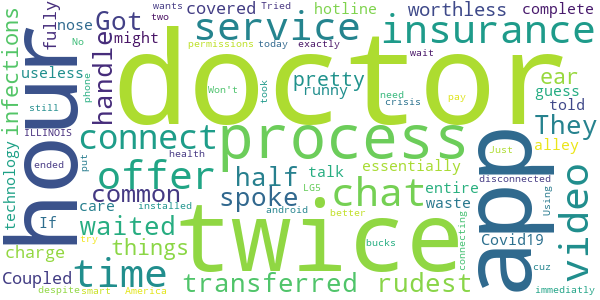 wants
Tried
covered
hotline
worthless
complete
Got
two
nose
fully
might
service
insurance
useless
No
permissions
today
exactly
wait
infections
hour
handle
phone
pretty
runny
Won't
took
doctor
need
crisis
pay
app
ear
guess
told
still
ILLINOIS
connect
process
Just
They
alley
ended
put
health
offer
half
talk
essentially
disconnected
technology
common
spoke
LG5
chat
entire
Using
video
If
care
installed
android
better
twice
waste
connecting
waited
things
Covid19
try
charge
bucks
cuz
Coupled
time
transferred
rudest
despite
smart
America
immediatly